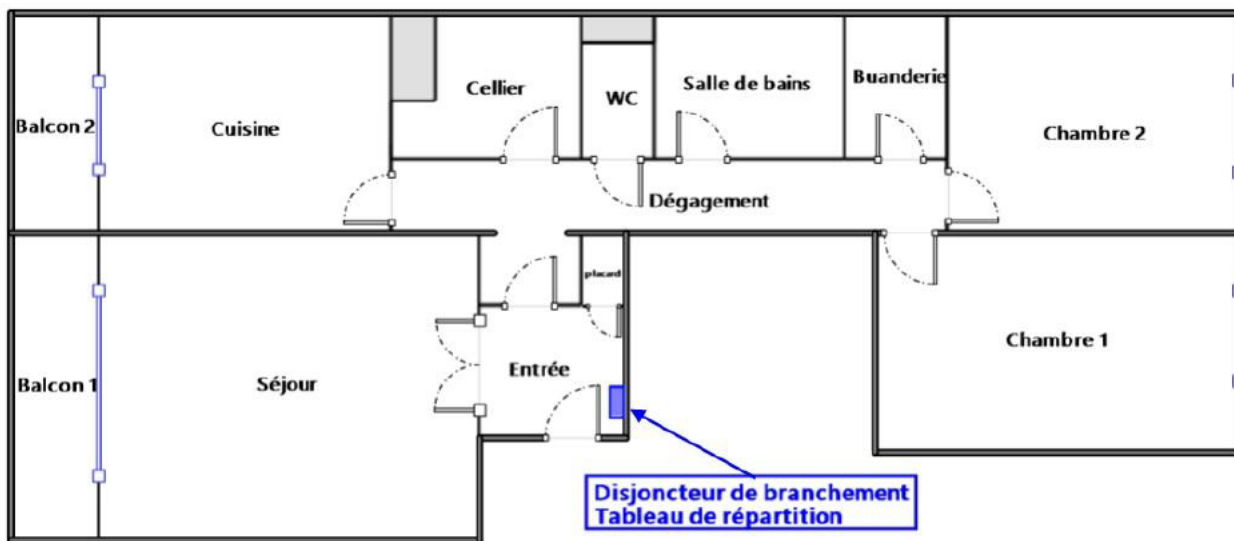 Balcon 2
Cuisine
Cellier
WC
Salle de bains
Buanderie
Chambre 2
Dégagement
placard
Balcon 1
Séjour
Entrée
Chambre 1
Disjoncteur de branchement
Tableau de répartition